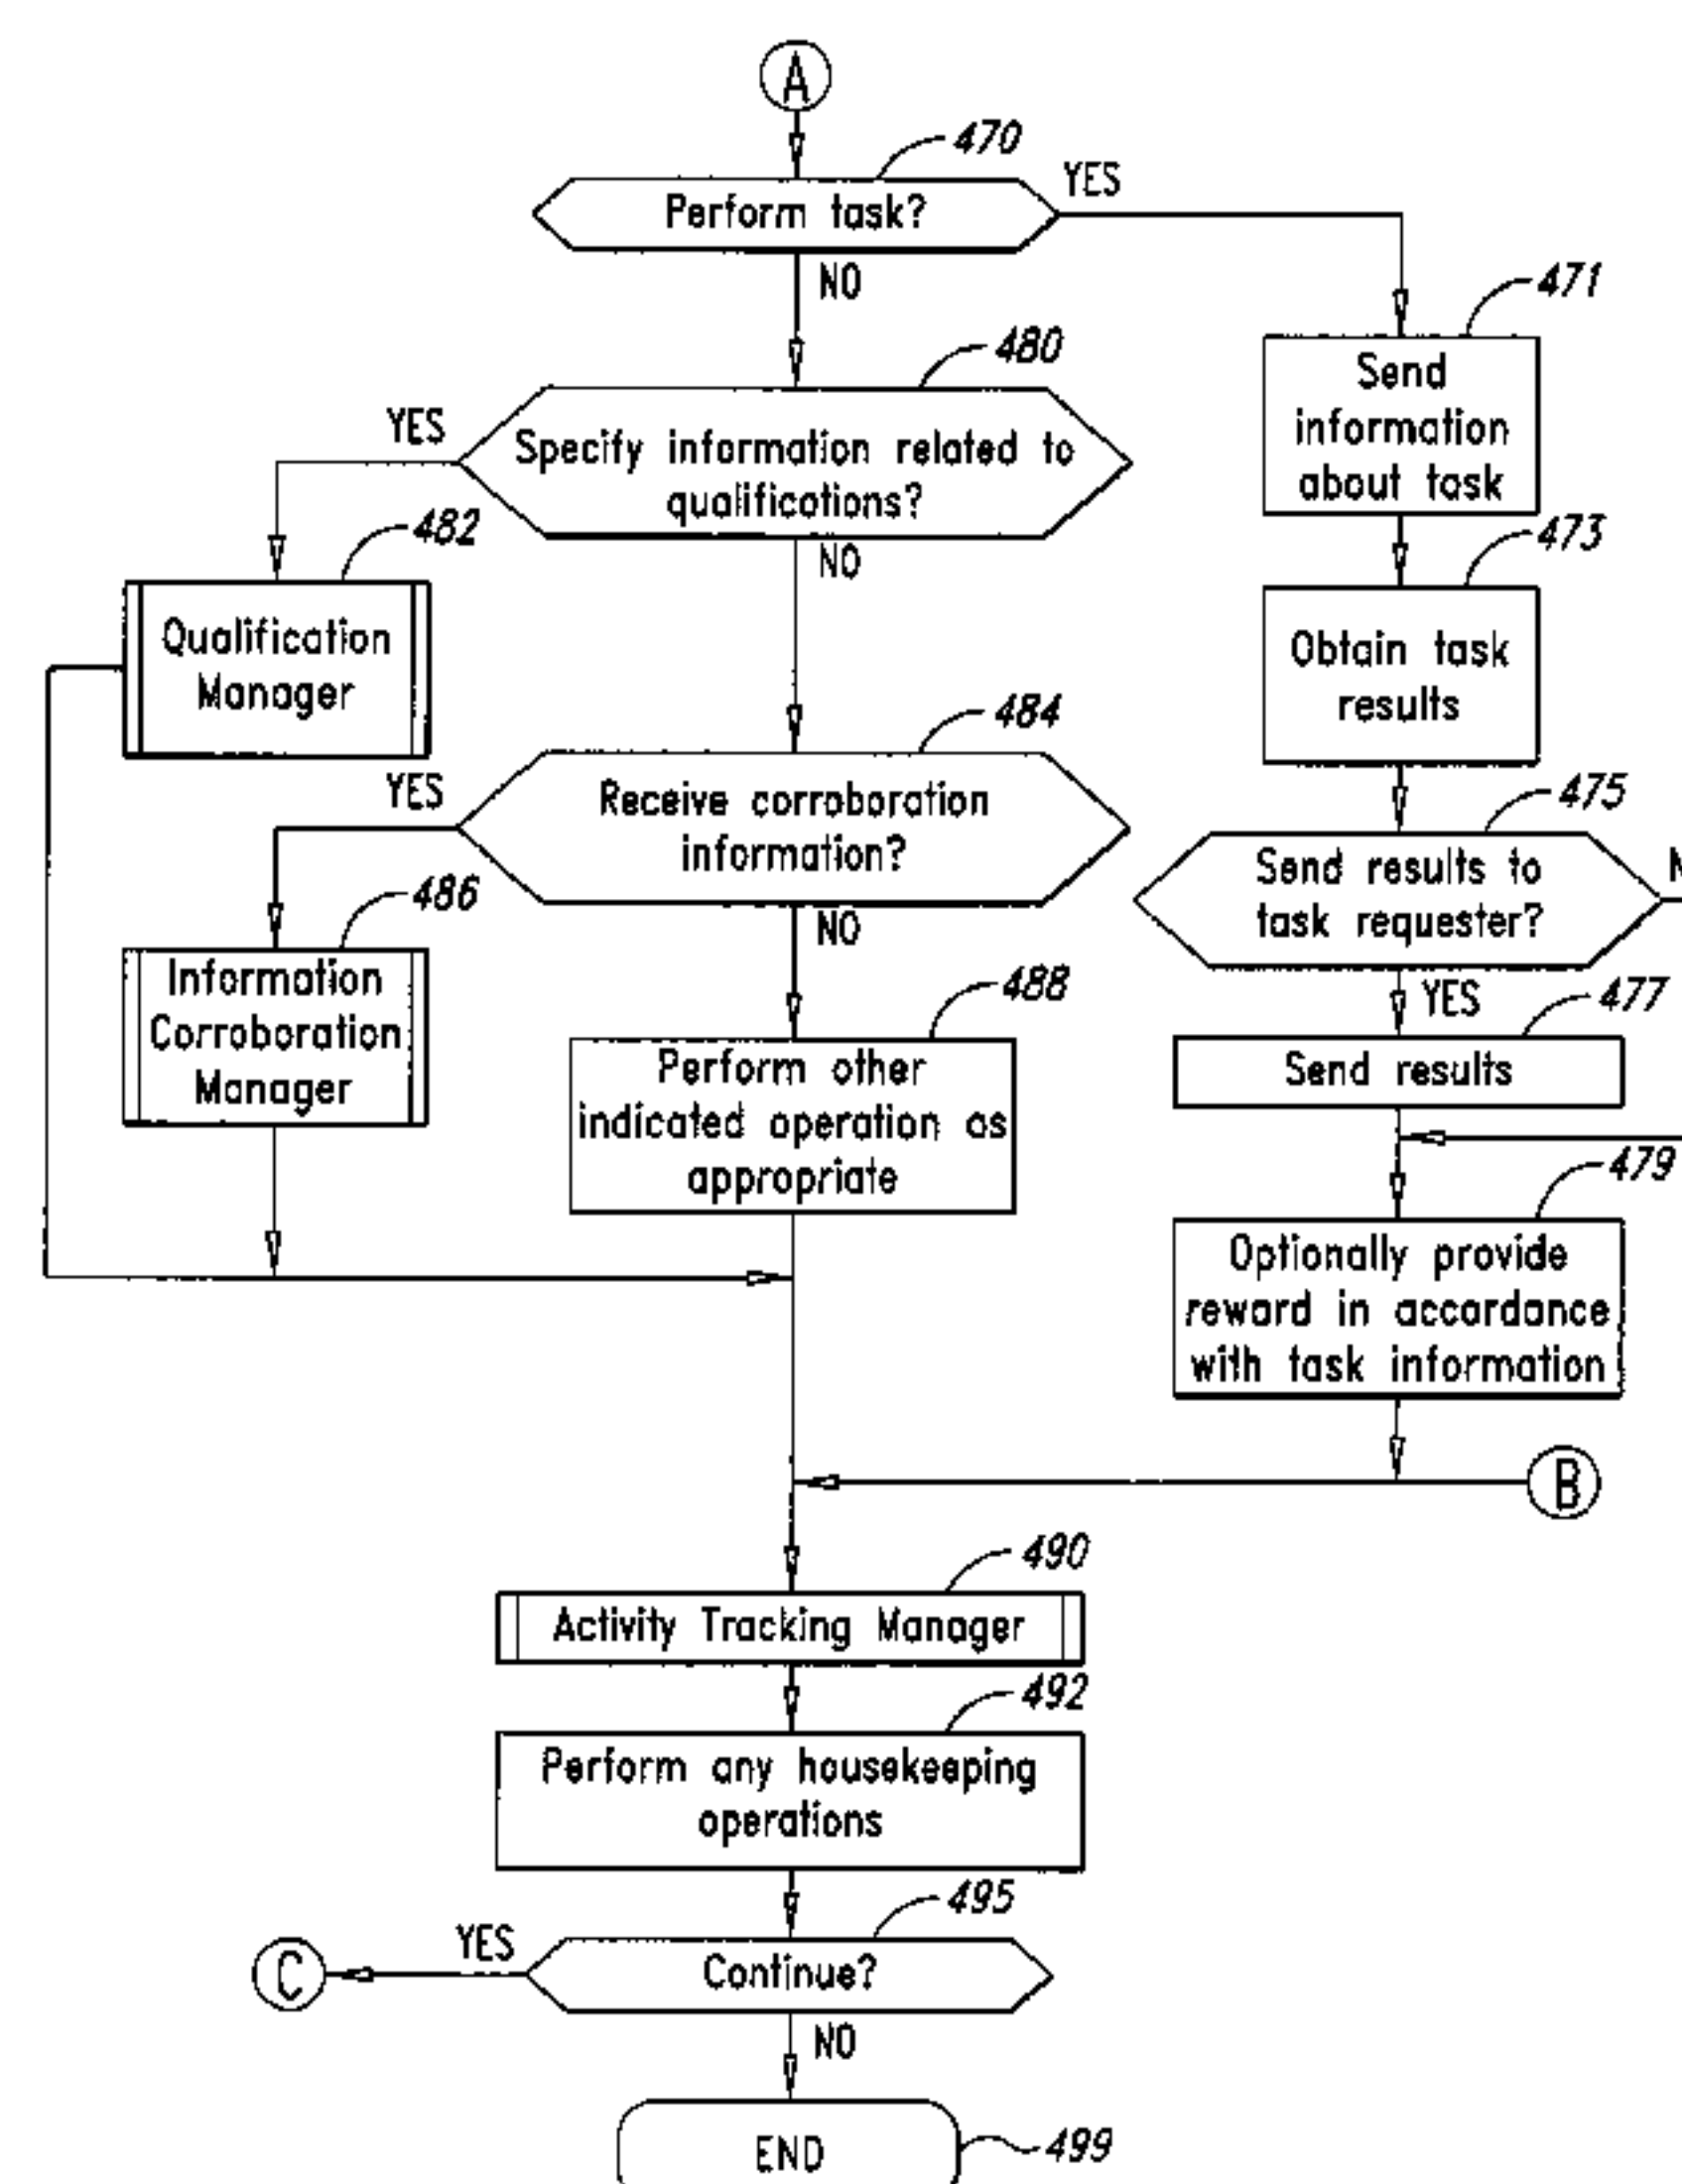 A
470
Perform task?
YES
NO
471
Send
information
about task
480
Specify information related to
qualifications?
YES
NO
482
Qualification
Manager
473
Obtain task
results
484
Receive corroboration
information?
YES
NO
475
Send results to
task requester?
YES
486
Information
Corroboration
Manager
488
Perform other
indicated operation as
appropriate
477
Send results
479
Optionally provide
reward in accordance
with task information
B
490
Activity Tracking Manager
492
Perform any housekeeping
operations
495
Continue?
YES
C
NO
END
499